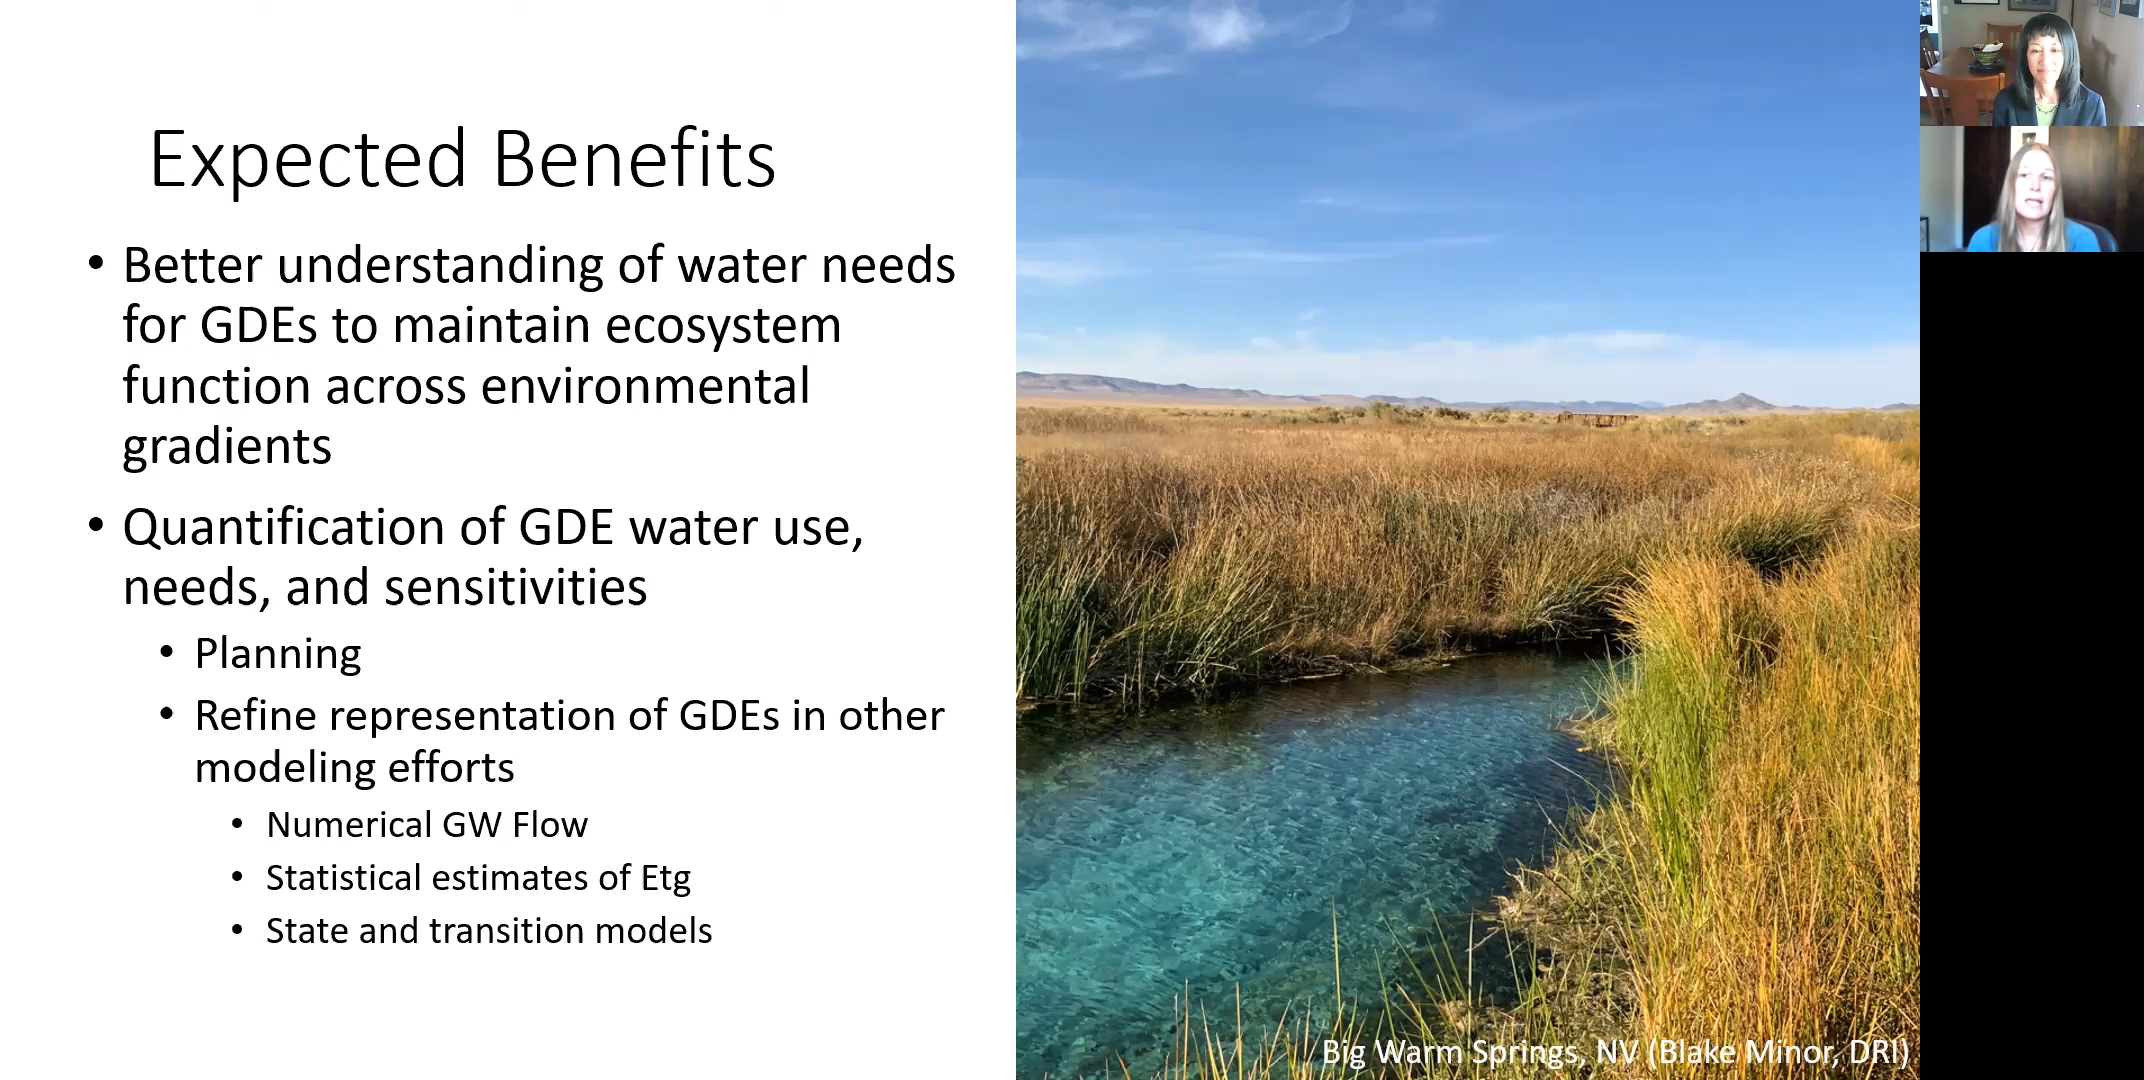 Expected Benefits
• Better understanding of water needs
for GDEs to maintain ecosystem
function across environmental
gradients
• Quantification of GDE water use,
needs, and sensitivities
• Planning
• Refine representation of GDEs in other
modeling efforts
• Numerical GW Flow
• Statistical estimates of Etg
• State and transition models
Big Warm Springs, NV (Blake Minor, DRI)